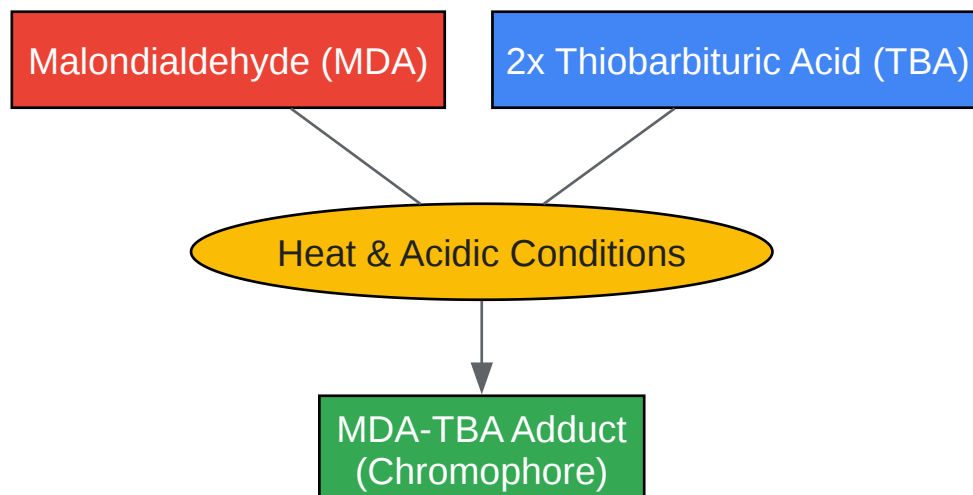 Malondialdehyde (MDA)
2x Thiobarbituric Acid (TBA)
Heat & Acidic Conditions
MDA-TBA Adduct
(Chromophore)